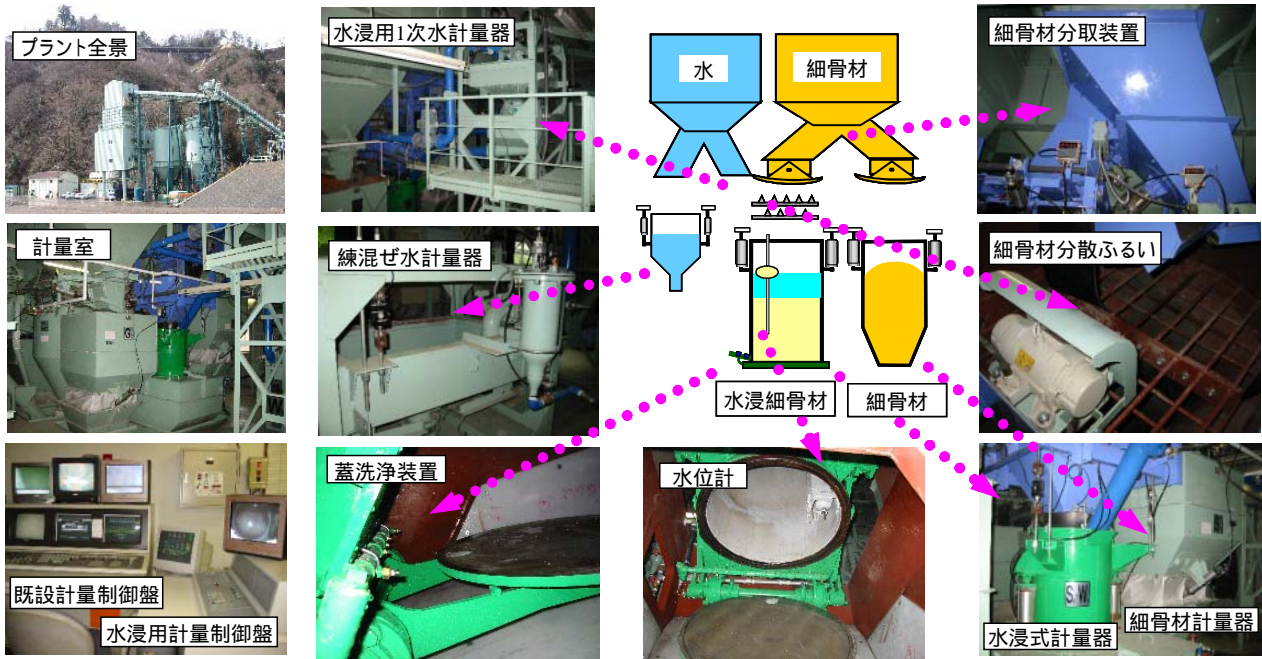 プラント全景
水浸用1次水計量器
水
細骨材
細骨材分取装置
計量室
練混ぜ水計量器
細骨材分散ふるい
水浸細骨材
細骨材
既設計量制御盤
水浸用計量制御盤
蓋洗浄装置
水位計
水浸式計量器
細骨材計量器
G
W
S+W